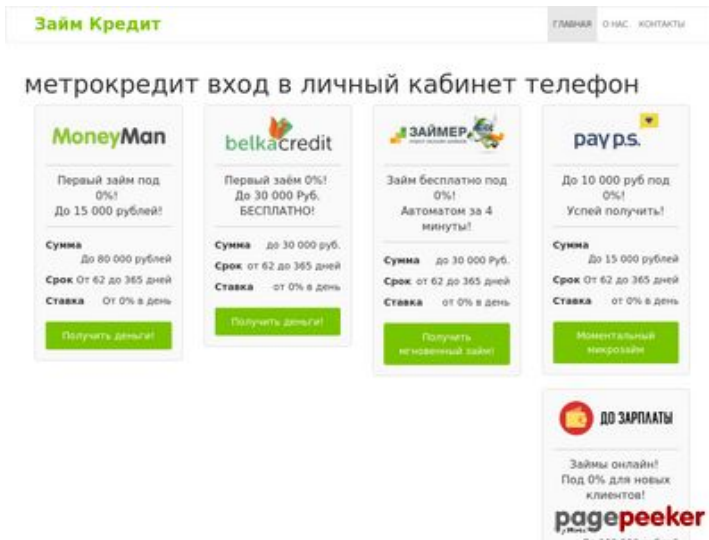 Займ Кредит
ГЛАВНАЯ О НАС КОНТАКТЫ
метрокредит вход в личный кабинет телефон
MoneyMan
Первый займ под
0%!
До 15 000 рублей!
Сумма
До 80 000 рублей
Срок От 62 до 365 дней
Ставка От 0% в день
Получить деньги!
belkacredit
Первый заём 0%!
До 30 000 Руб.
БЕСПЛАТНО!
Сумма до 30 000 руб.
Срок от 62 до 365 дней
Ставка от 0% в день
Получить деньги!
ЗАЙМЕР
Займ бесплатно под
0%!
Автоматом за 4
минуты!
Сумма до 30 000 Руб.
Срок от 62 до 365 дней
Ставка от 0% в день
Получить
мгновенный займ!
pay p.s.
До 10 000 руб под
0%!
Успей получить!
Сумма
До 15 000 рублей
Срок От 62 до 365 дней
Ставка От 0% в день
Моментальный
микрозайм
ДО ЗАРПЛАТЫ
Займы онлайн!
Под 0% для новых
клиентов!
pagepeeker